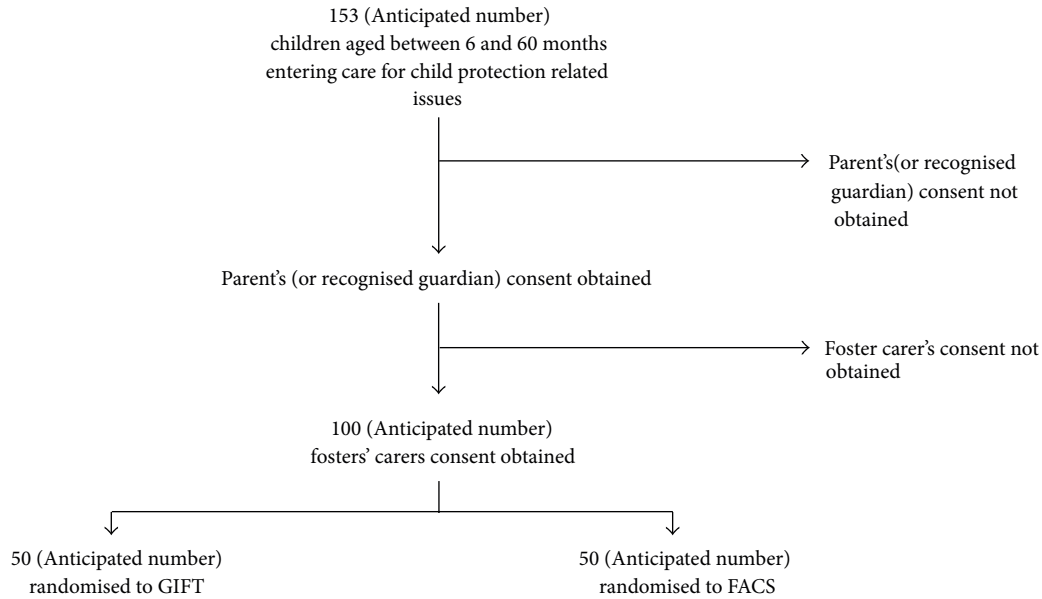 153 (Anticipated number)
children aged between 6 and 60 months
entering care for child protection related
issues
Parent's(or recognised
guardian) consent not
obtained
Parent's (or recognised guardian) consent obtained
Foster carer's consent not
obtained
100 (Anticipated number)
fosters' carers consent obtained
50 (Anticipated number)
randomised to GIFT
50 (Anticipated number)
randomised to FACS